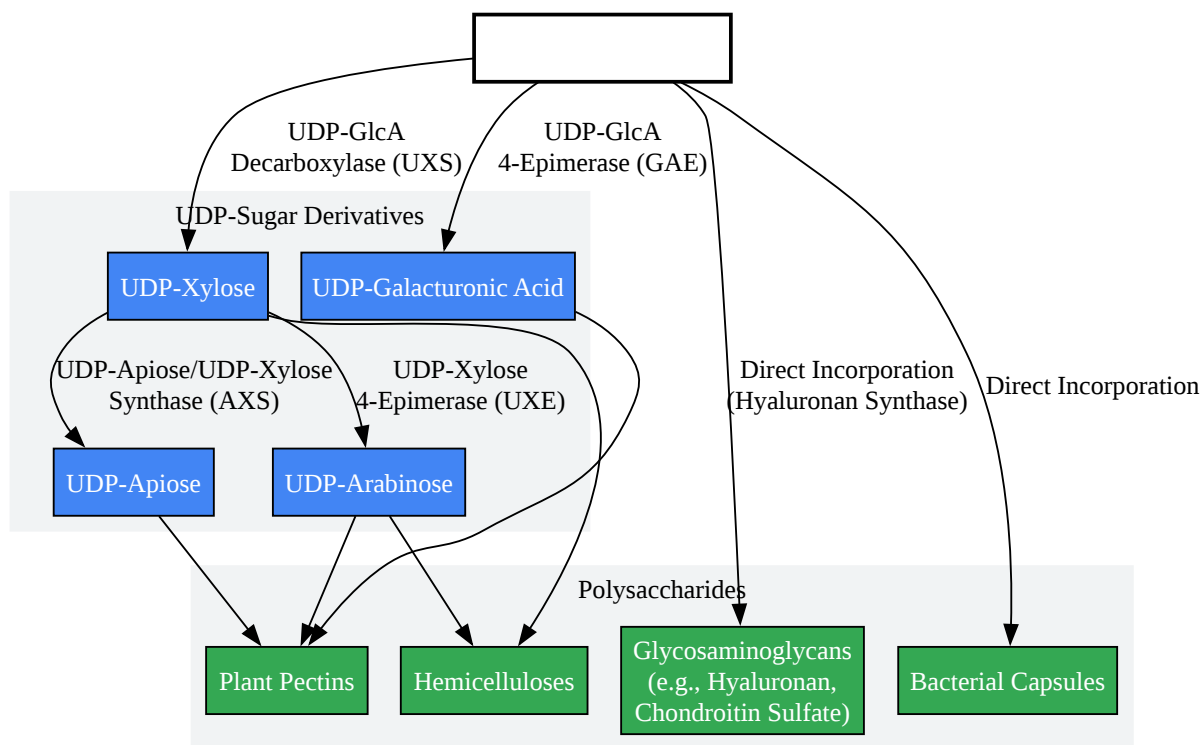 UDP-GlcA
Decarboxylase (UXS)
UDP-GlcA
4-Epimerase (GAE)
UDP-Sugar Derivatives
UDP-Xylose
UDP-Galacturonic Acid
UDP-Apiose/UDP-Xylose
Synthase (AXS)
UDP-Xylose
4-Epimerase (UXE)
Direct Incorporation
(Hyaluronan Synthase)
Direct Incorporation
UDP-Apiose
UDP-Arabinose
Polysaccharides
Plant Pectins
Hemicelluloses
Glycosaminoglycans
(e.g., Hyaluronan,
Chondroitin Sulfate)
Bacterial Capsules